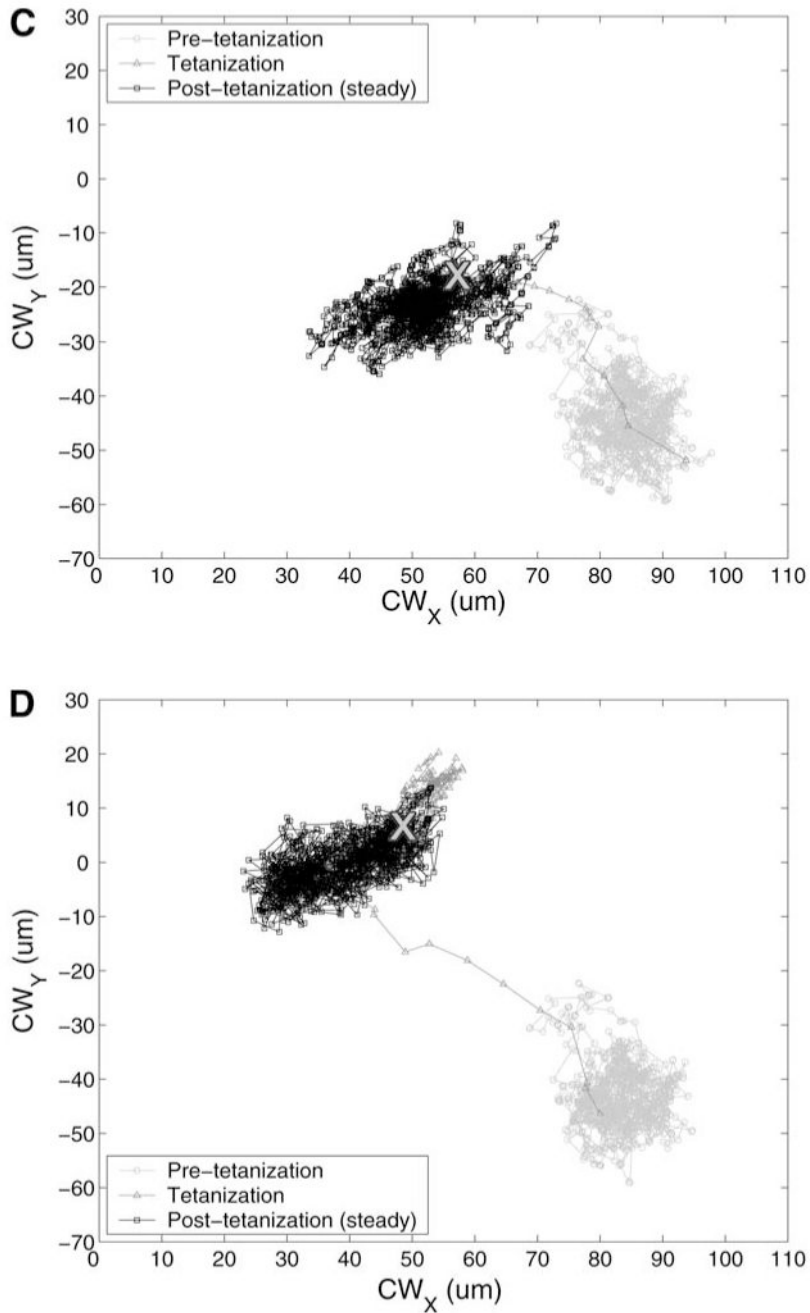 C
30
Pre−tetanization
Tetanization
Post−tetanization (steady)
20
10
0
−10
−20
−30
−40
−50
−60
−70
CW_Y (um)
X
0 10 20 30 40 50 60 70 80 90 100 110
CW_X (um)
D
30
20
10
0
−10
−20
−30
−40
−50
−60
−70
CW_Y (um)
X
Pre−tetanization
Tetanization
Post−tetanization (steady)
0 10 20 30 40 50 60 70 80 90 100 110
CW_X (um)